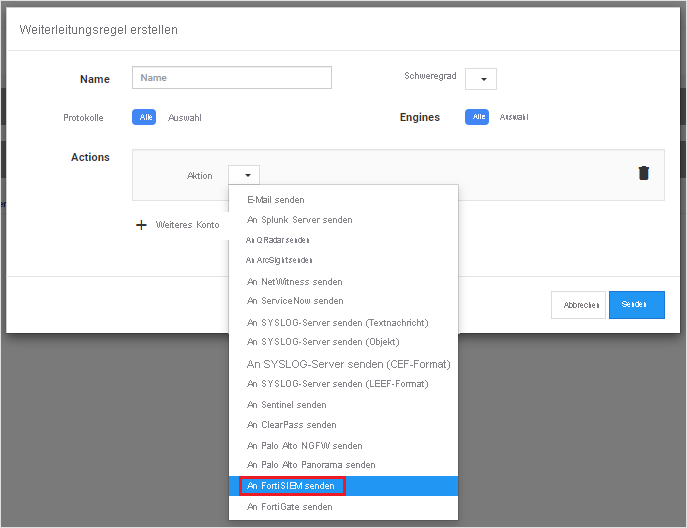 Weiterleitungsregel erstellen
Name
Name
Schweregrad
Protokolle
Alle
Auswahl
Engines
Alle
Auswahl
Actions
Aktion
+ Weiteres Konto
E-Mail senden
An Splunk Server senden
An QRadar senden
An ArcSight senden
An NetWitness senden
An ServiceNow senden
An SYSLOG-Server senden (Textnachricht)
An SYSLOG-Server senden (Objekt)
An SYSLOG-Server senden (CEF-Format)
An SYSLOG-Server senden (LEEF-Format)
An Sentinel senden
An ClearPass senden
An Palo Alto NGFW senden
An Palo Alto Panorama senden
An FortiSIEM senden
An FortiGate senden
Abbrechen
Senden